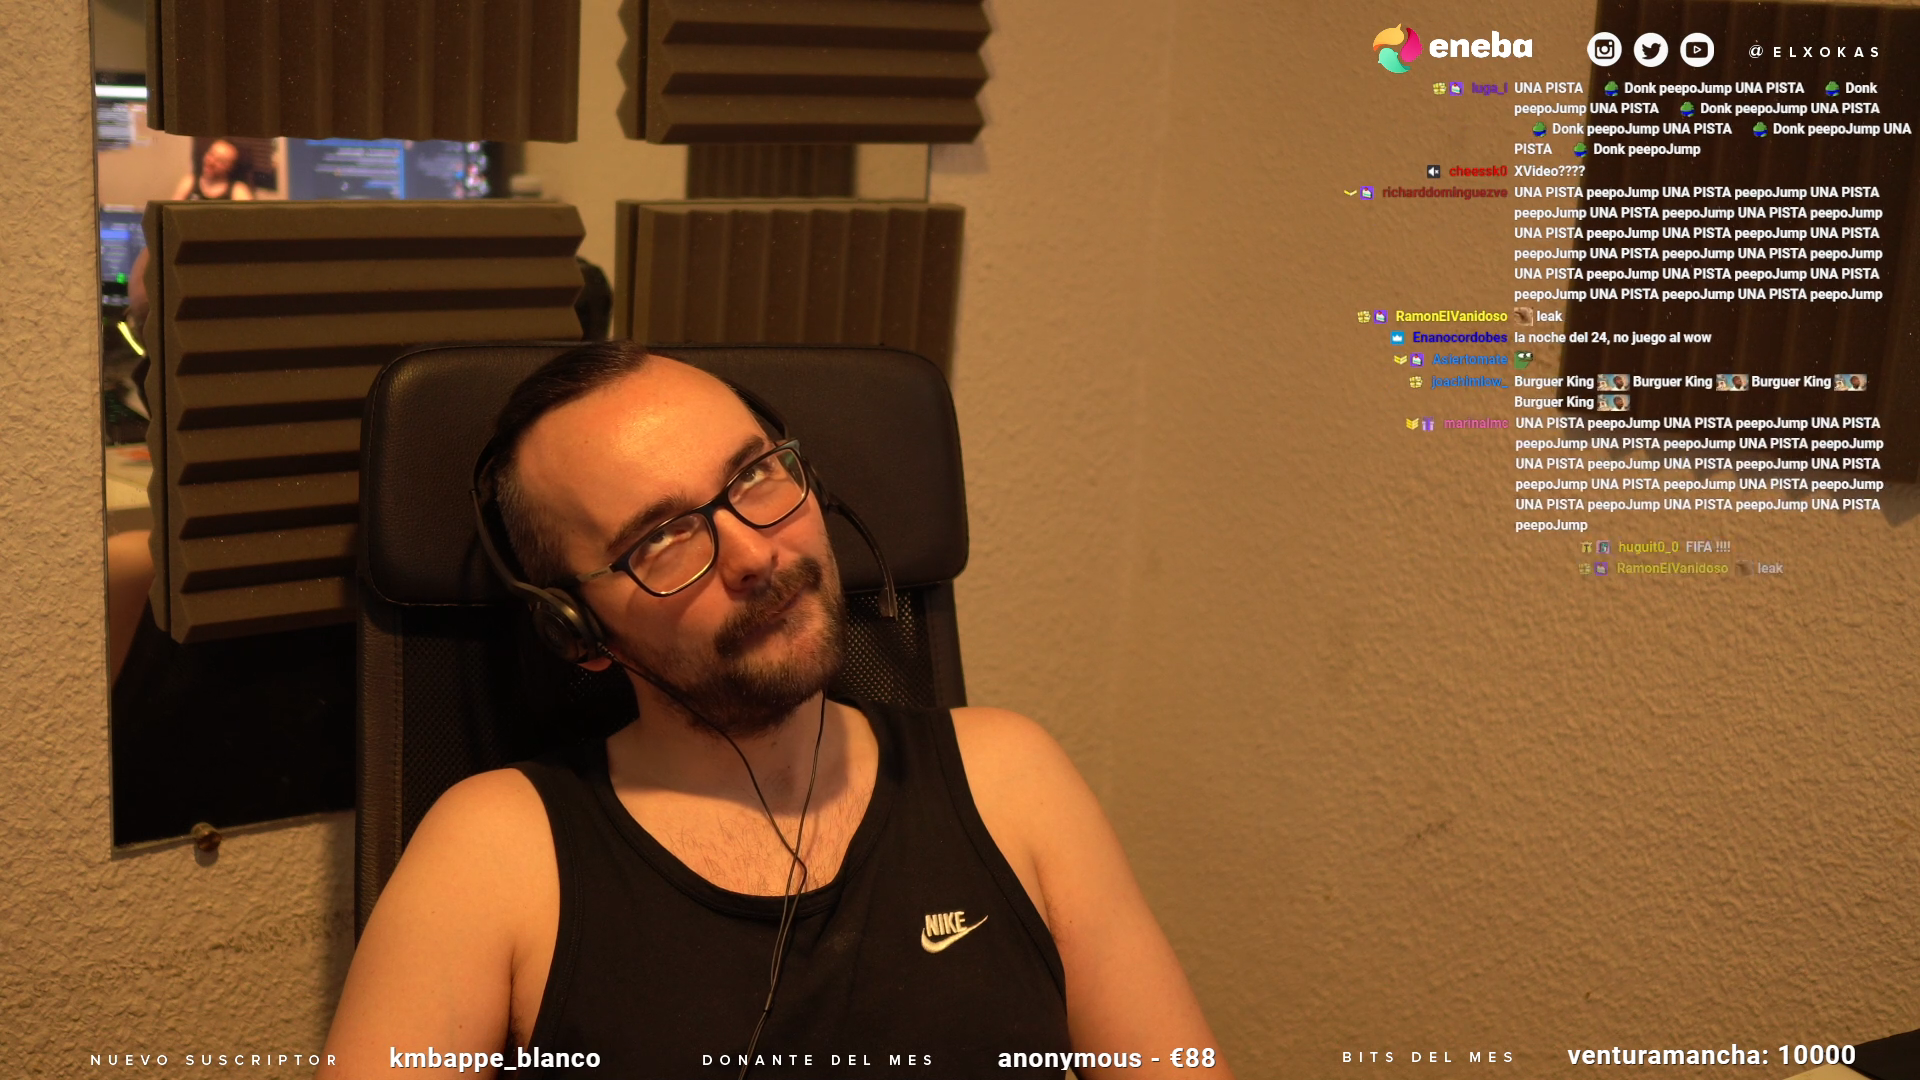 eneba
@ELXOKAS
luga_l UNA PISTA Donk peepoJump UNA PISTA Donk
peepoJump UNA PISTA Donk peepoJump UNA PISTA
Donk peepoJump UNA PISTA Donk peepoJump UNA
PISTA Donk peepoJump
cheessk0 XVideo????
richarddominguezve UNA PISTA peepoJump UNA PISTA peepoJump UNA PISTA
peepoJump UNA PISTA peepoJump UNA PISTA peepoJump
UNA PISTA peepoJump UNA PISTA peepoJump UNA PISTA
peepoJump UNA PISTA peepoJump UNA PISTA peepoJump
UNA PISTA peepoJump UNA PISTA peepoJump UNA PISTA
peepoJump UNA PISTA peepoJump UNA PISTA peepoJump
RamonElVanidoso leak
Enanocordobes la noche del 24, no juego al wow
Asiertomate
joachimlow_ Burguer King Burguer King Burguer King
Burguer King
marinalmc UNA PISTA peepoJump UNA PISTA peepoJump UNA PISTA
peepoJump UNA PISTA peepoJump UNA PISTA peepoJump
UNA PISTA peepoJump UNA PISTA peepoJump UNA PISTA
peepoJump UNA PISTA peepoJump UNA PISTA peepoJump
UNA PISTA peepoJump UNA PISTA peepoJump UNA PISTA
peepoJump
huguit0_0 FIFA !!!!
RamonElVanidoso leak
NIKE
NUEVO SUSCRIPTOR kmbappe_blanco DONANTE DEL MES anonymous - €88 BITS DEL MES venturamancha: 10000